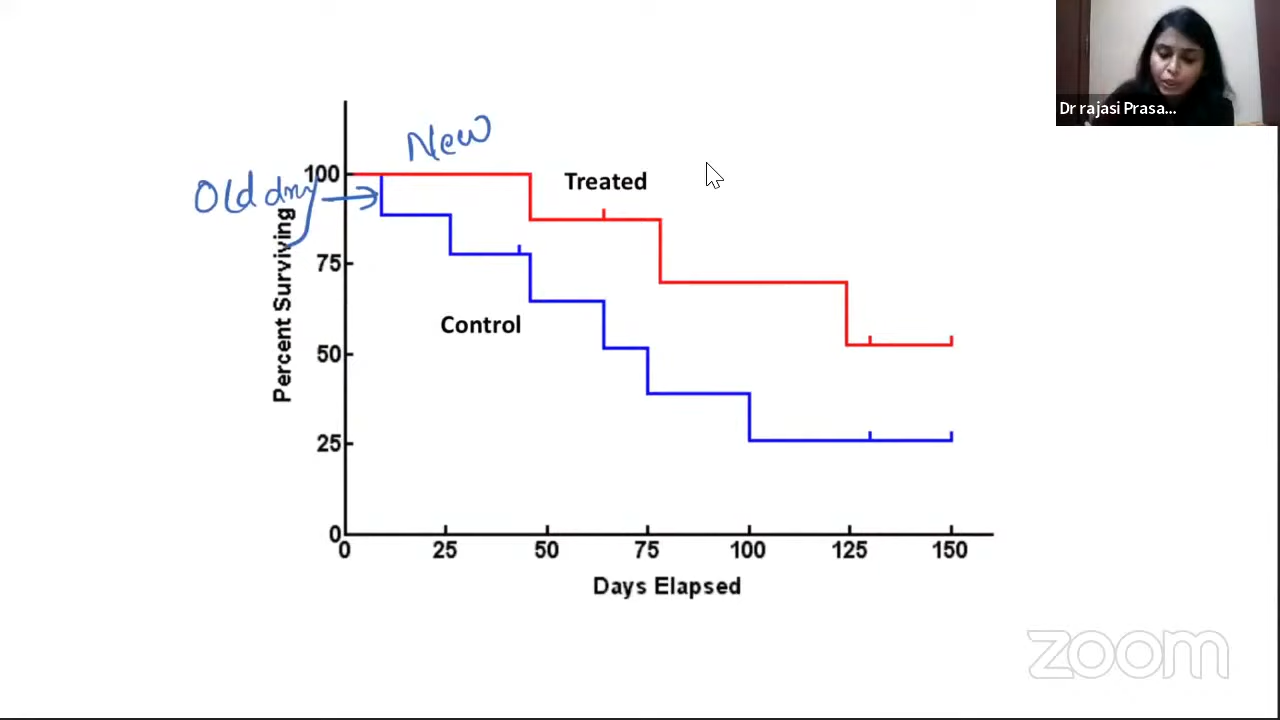 Dr rajasi Prasa...
New
Old drug
Treated
Control
Percent Surviving
100
75
50
25
0
0 25 50 75 100 125 150
Days Elapsed
zoom